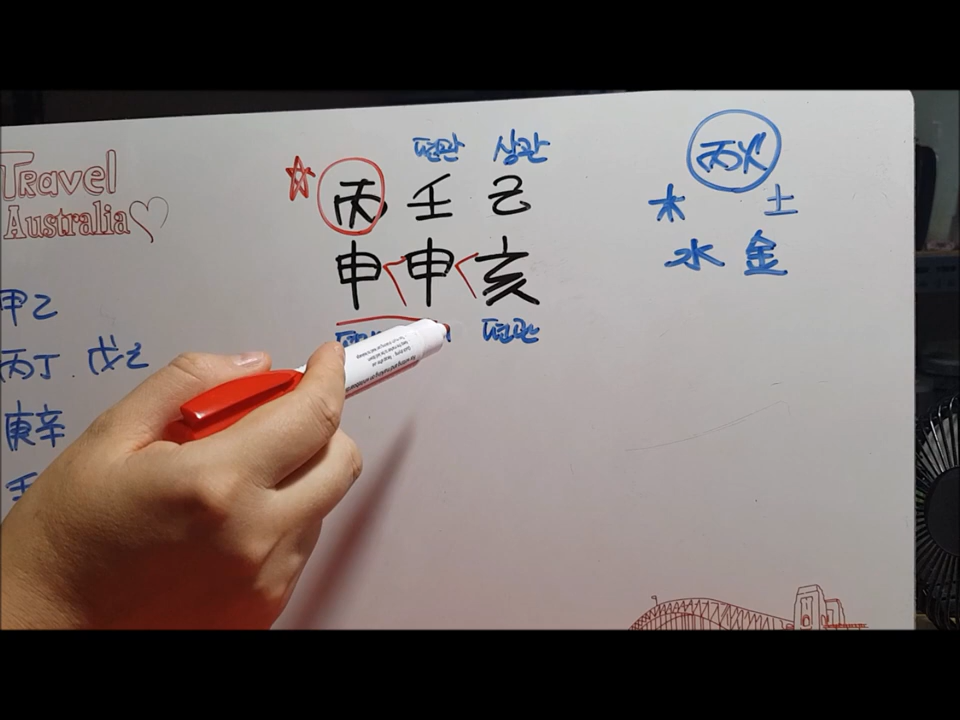 Travel
Australia
甲乙
丙丁 戊己
庚辛
편관 상관
丙 壬 己
申 申 亥
편관
丙火
木 土
水 金